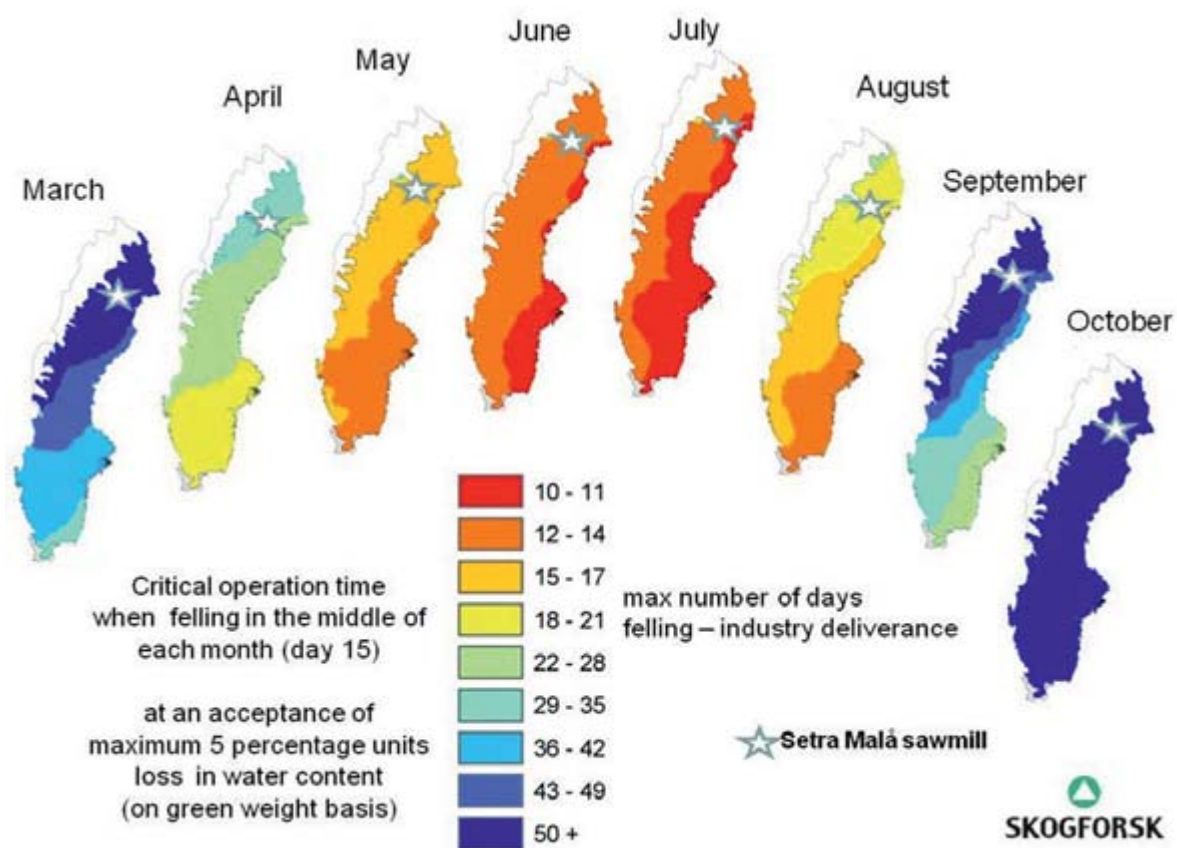 March
April
May
June
July
August
September
October
Critical operation time
when felling in the middle of
each month (day 15)
at an acceptance of
maximum 5 percentage units
loss in water content
(on green weight basis)
10 - 11
12 - 14
15 - 17
18 - 21
22 - 28
29 - 35
36 - 42
43 - 49
50 +
max number of days
felling – industry deliverance
Setra Malå sawmill
SKOGFORSK